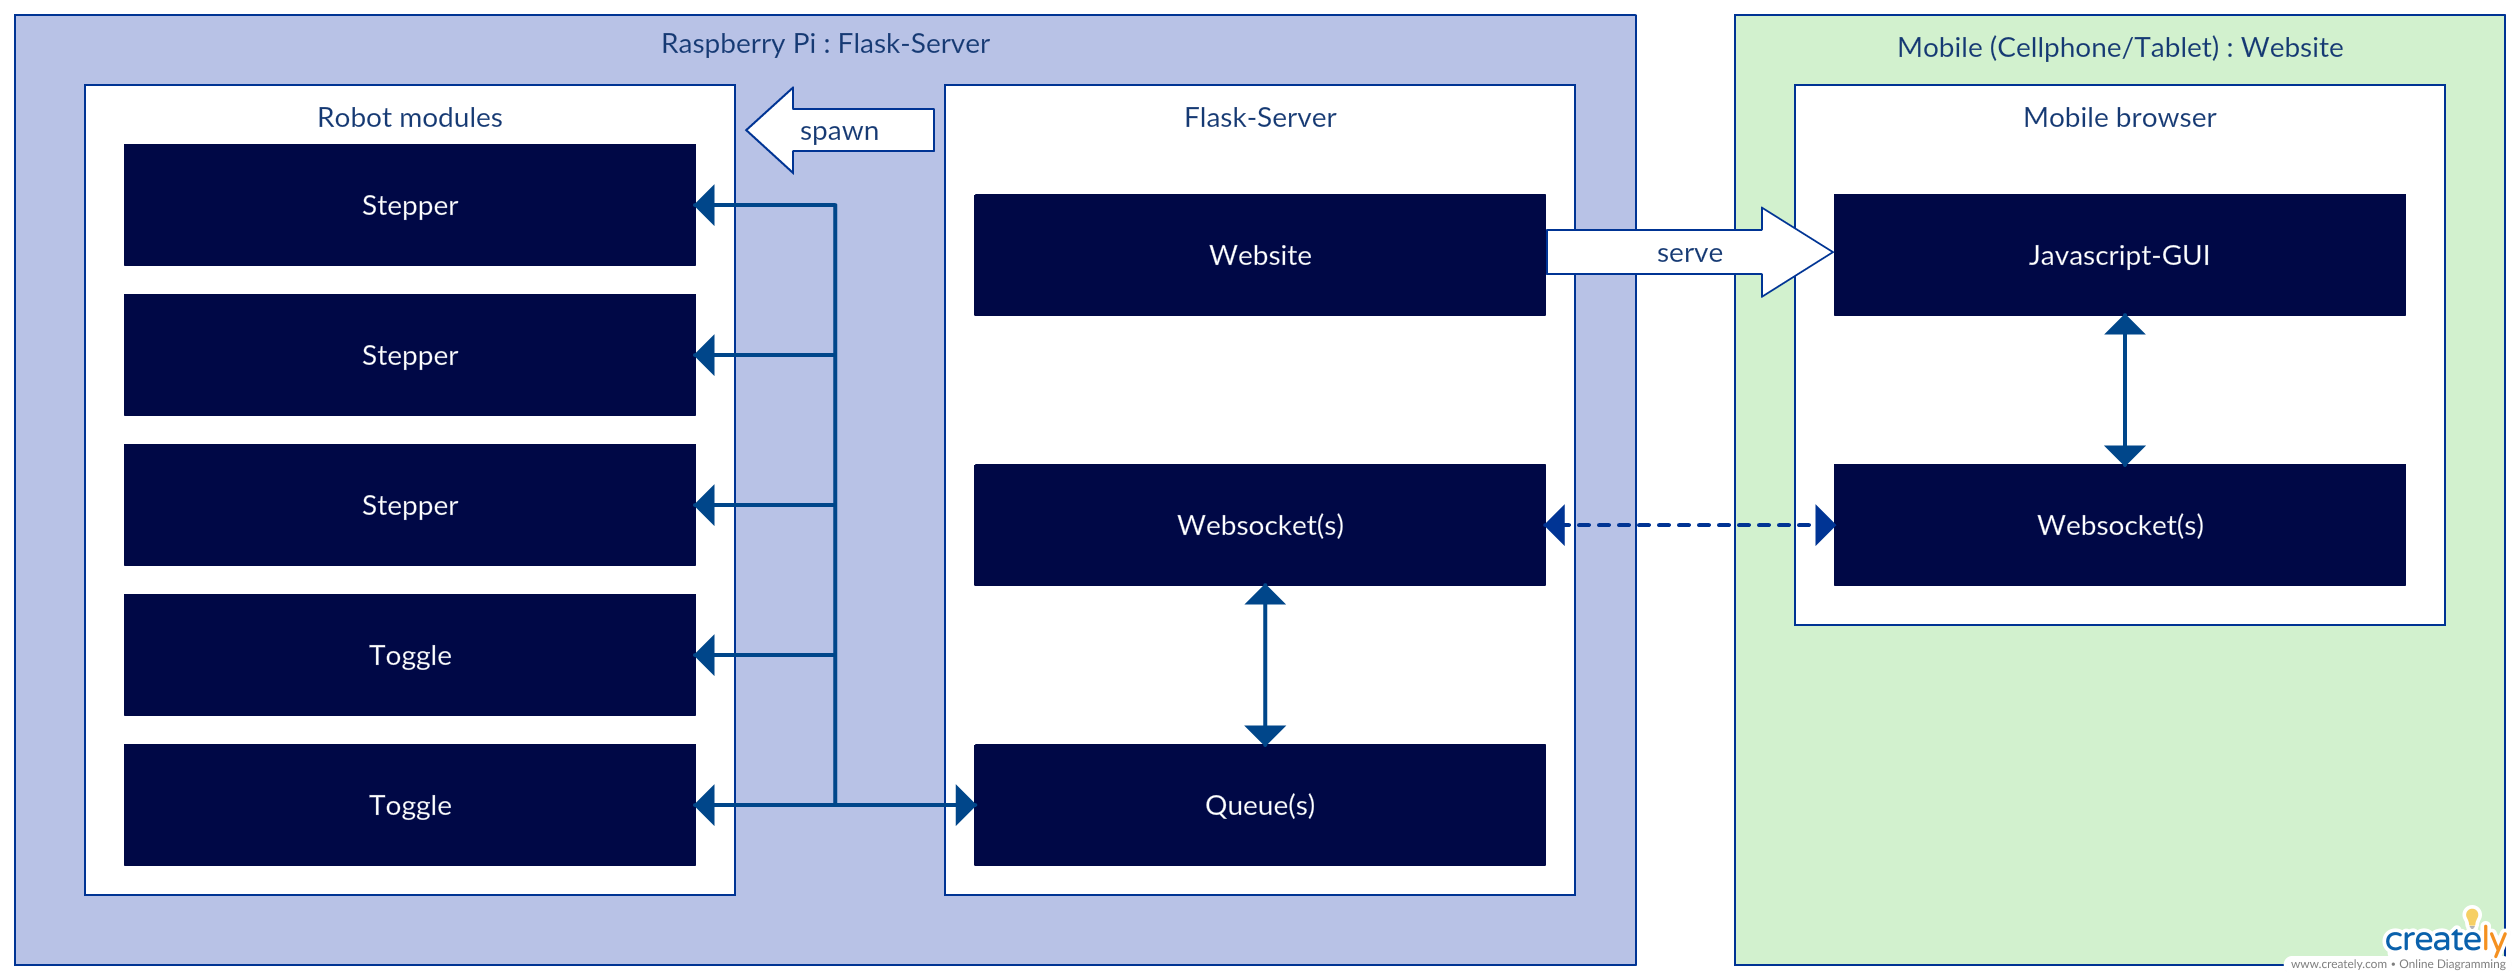 Raspberry Pi : Flask-Server
Robot modules
Stepper
Stepper
Stepper
Toggle
Toggle
spawn
Flask-Server
Website
Websocket(s)
Queue(s)
serve
Mobile (Cellphone/Tablet) : Website
Mobile browser
Javascript-GUI
Websocket(s)
creately
www.creately.com • Online Diagramming